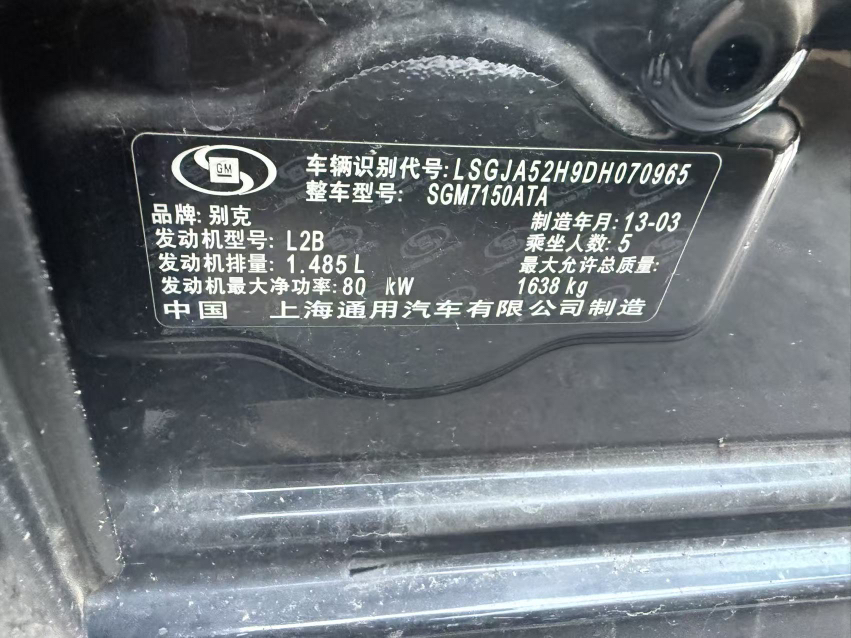 GM
车辆识别代号: LSGJA52H9DH070965
整车型号: SGM7150ATA
品牌: 别克 制造年月: 13-03
发动机型号: L2B 乘坐人数: 5
发动机排量: 1.485 L 最大允许总质量:
发动机最大净功率: 80 kW 1638 kg
中国 上海通用汽车有限公司制造